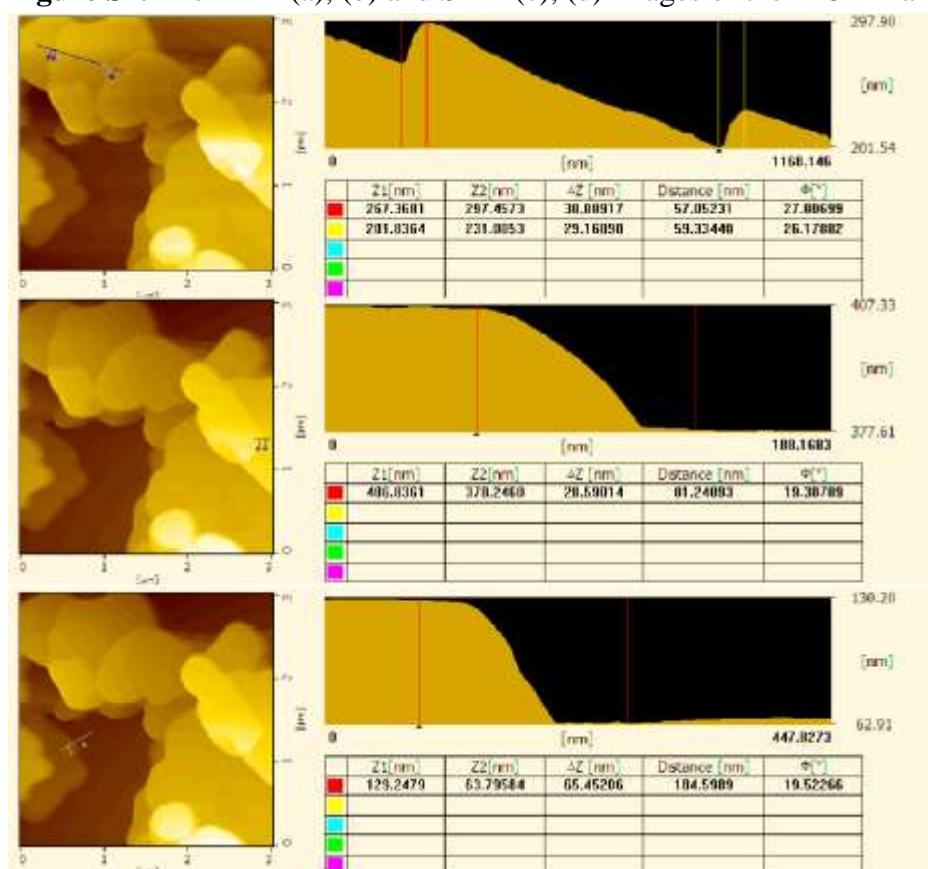 297.90
[nm]
201.54
0 [nm] 1168.146
Z1[nm] Z2[nm] ΔZ [nm] Distance [nm] Φ[°]
267.3681 297.4573 30.08917 57.05231 27.80699
201.8364 231.0053 29.16890 59.33440 26.17882
0 1 2 3
407.33
[nm]
377.61
0 [nm] 188.1683
Z1[nm] Z2[nm] ΔZ [nm] Distance [nm] Φ[°]
406.8361 378.2460 28.59014 81.24093 19.38789
0 1 2 3
130.20
[nm]
62.91
0 [nm] 447.8273
Z1[nm] Z2[nm] ΔZ [nm] Distance [nm] Φ[°]
129.2479 63.79584 65.45206 184.5989 19.52266
0 1 2 3